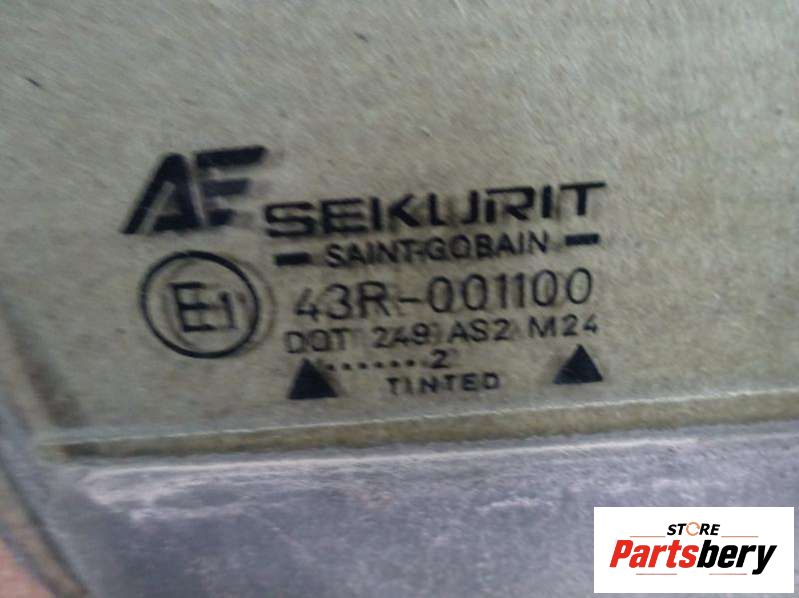 AF SEKURIT
SAINT-GOBAIN
E1 43R-001100
DOT 249 AS2 M24
.......2
TINTED
STORE
Partsbery